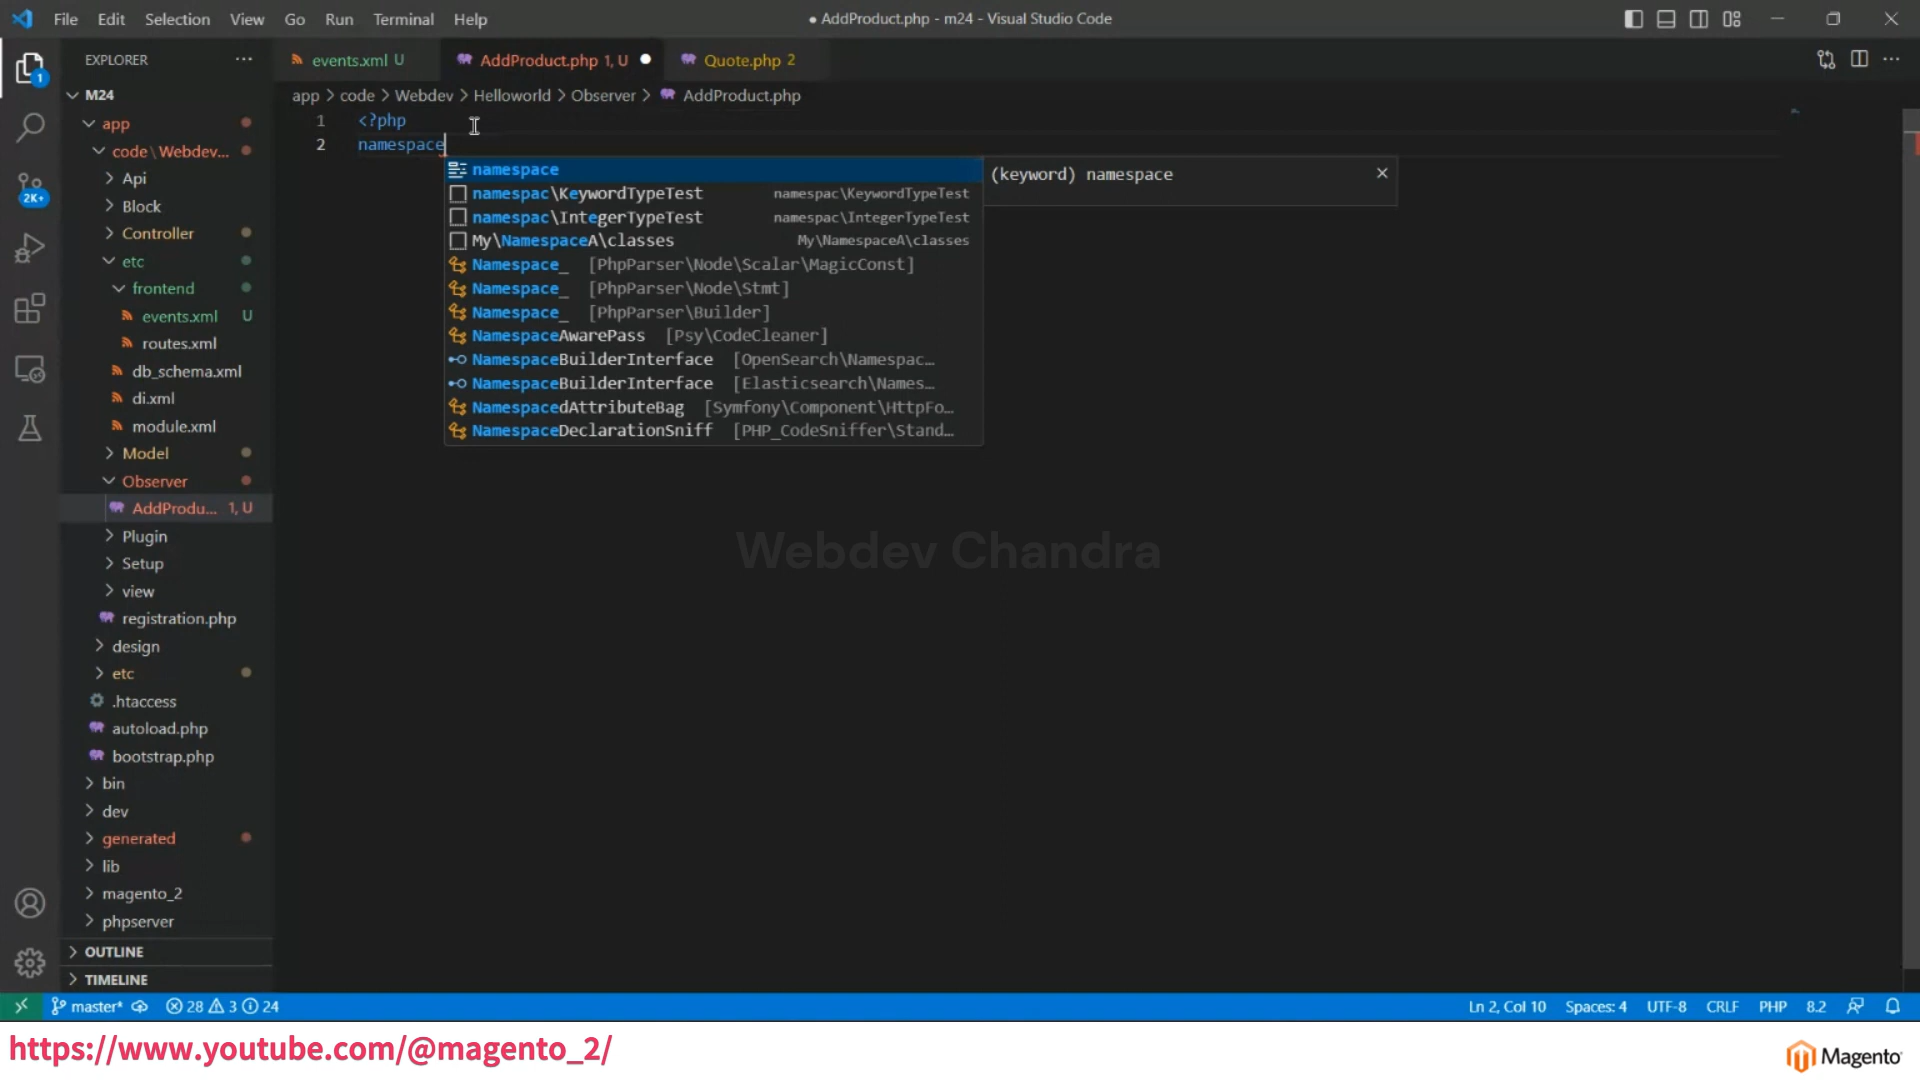 File Edit Selection View Go Run Terminal Help
● AddProduct.php - m24 - Visual Studio Code
EXPLORER ...
events.xml U
AddProduct.php 1, U
Quote.php 2
app > code > Webdev > Helloworld > Observer > AddProduct.php
M24
app
code\Webdev...
Api
Block
Controller
etc
frontend
events.xml U
routes.xml
db_schema.xml
di.xml
module.xml
Model
Observer
AddProdu... 1, U
Plugin
Setup
view
registration.php
design
etc
.htaccess
autoload.php
bootstrap.php
bin
dev
generated
lib
magento_2
phpserver
OUTLINE
TIMELINE
1
2K+
1 <?php
2 namespace
namespace
namespac\KeywordTypeTest namespac\KeywordTypeTest
namespac\IntegerTypeTest namespac\IntegerTypeTest
My\NamespaceA\classes My\NamespaceA\classes
Namespace_ [PhpParser\Node\Scalar\MagicConst]
Namespace_ [PhpParser\Node\Stmt]
Namespace_ [PhpParser\Builder]
NamespaceAwarePass [Psy\CodeCleaner]
NamespaceBuilderInterface [OpenSearch\Namespac...
NamespaceBuilderInterface [Elasticsearch\Names...
NamespacedAttributeBag [Symfony\Component\HttpFo...
NamespaceDeclarationSniff [PHP_CodeSniffer\Stand...
(keyword) namespace
Webdev Chandra
master* 28 3 24
Ln 2, Col 10 Spaces: 4 UTF-8 CRLF PHP 8.2
https://www.youtube.com/@magento_2/
Magento